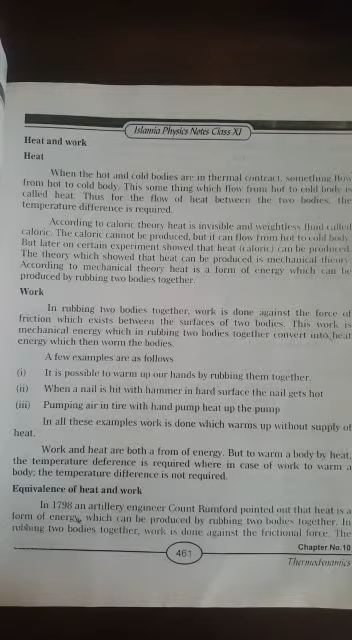 Islamia Physics Notes Class XI
Heat and work
Heat
When the hot and cold bodies are in thermal contract, something flow
from hot to cold body. This some thing which flow from hot to cold body is
called heat. Thus for the flow of heat between the two bodies, the
temperature difference is required.
According to caloric theory heat is invisible and weightless fluid called
caloric. The caloric cannot be produced, but it can flow from hot to cold body.
But later on certain experiment showed that heat (caloric) can be produced.
The theory which showed that heat can be produced is mechanical theory.
According to mechanical theory heat is a form of energy which can be
produced by rubbing two bodies together.
Work
In rubbing two bodies together, work is done against the force of
friction which exists between the surfaces of two bodies. This work is
mechanical energy which in rubbing two bodies together convert into heat
energy which then worm the bodies.
A few examples are as follows
(i) It is possible to warm up our hands by rubbing them together.
(ii) When a nail is hit with hammer in hard surface the nail gets hot
(iii) Pumping air in tire with hand pump heat up the pump
In all these examples work is done which warms up without supply of
heat.
Work and heat are both a from of energy. But to warm a body by heat,
the temperature deference is required where in case of work to warm a
body; the temperature difference is not required.
Equivalence of heat and work
In 1798 an artillery engineer Count Rumford pointed out that heat is a
form of energy, which can be produced by rubbing two bodies together. In
rubbing two bodies together, work is done against the frictional force. The
461
Chapter No.10
Thermodynamics